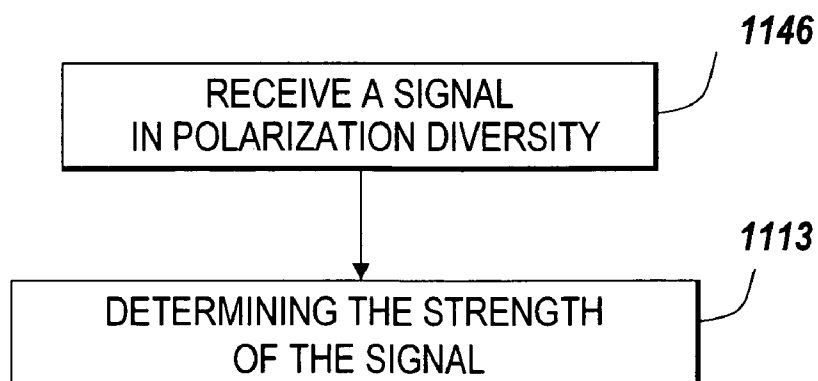 1146
RECEIVE A SIGNAL
IN POLARIZATION DIVERSITY
1113
DETERMINING THE STRENGTH
OF THE SIGNAL